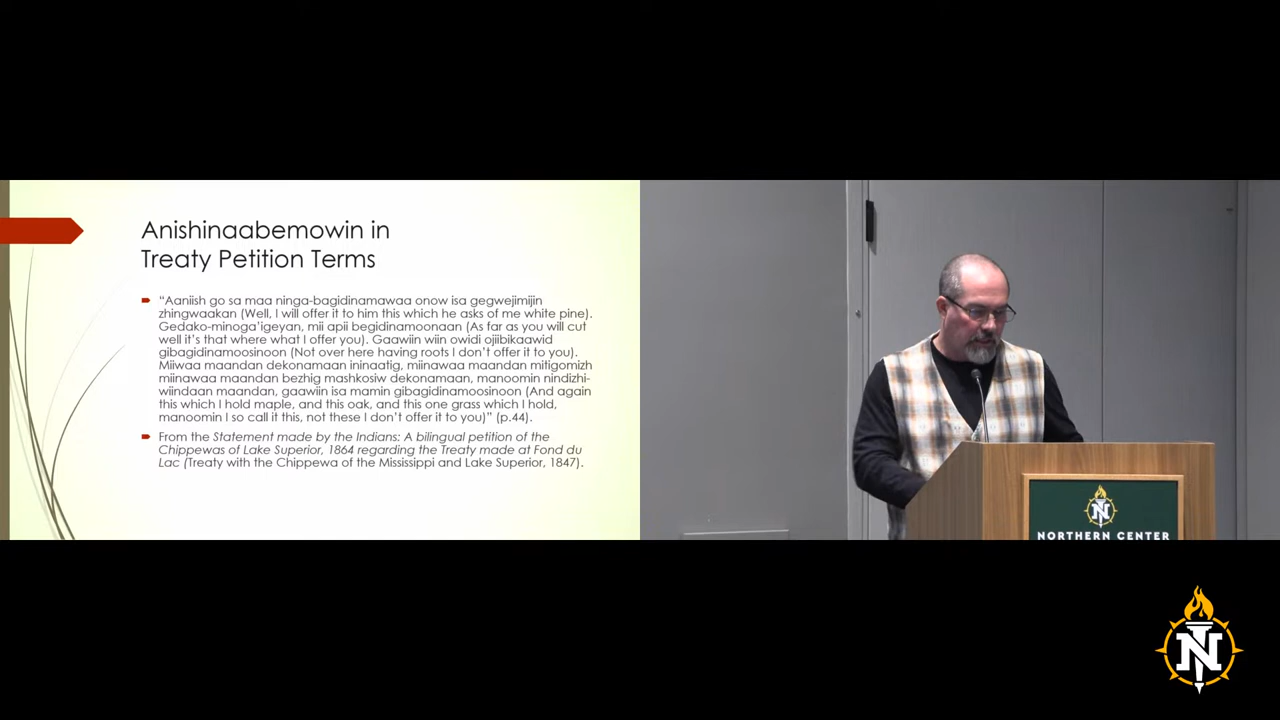 Anishinaabemowin in
Treaty Petition Terms
“Aaniish go sa maa ninga-bagidinamawaa onow isa gegwejimijin
zhingwaakan (Well, I will offer it to him this which he asks of me white pine).
Gedako-minoga’igeyan, mii apii begidinamoonaan (As far as you will cut
well it’s that where what I offer you). Gaawiin wiin owidi ojiibikaawid
gibagidinamoosinoon (Not over here having roots I don’t offer it to you).
Miiwaa maandan dekonamaan ininaatig, miinawaa maandan mitigomizh
miinawaa maandan bezhig mashkosiw dekonamaan, manoomin nindizhi-
wiindaan maandan, gaawiin isa mamin gibagidinamoosinoon (And again
this which I hold maple, and this oak, and this one grass which I hold,
manoomin I so call it this, not these I don’t offer it to you)” (p.44).
From the Statement made by the Indians: A bilingual petition of the
Chippewas of Lake Superior, 1864 regarding the Treaty made at Fond du
Lac (Treaty with the Chippewa of the Mississippi and Lake Superior, 1847).
N
NORTHERN CENTER
N